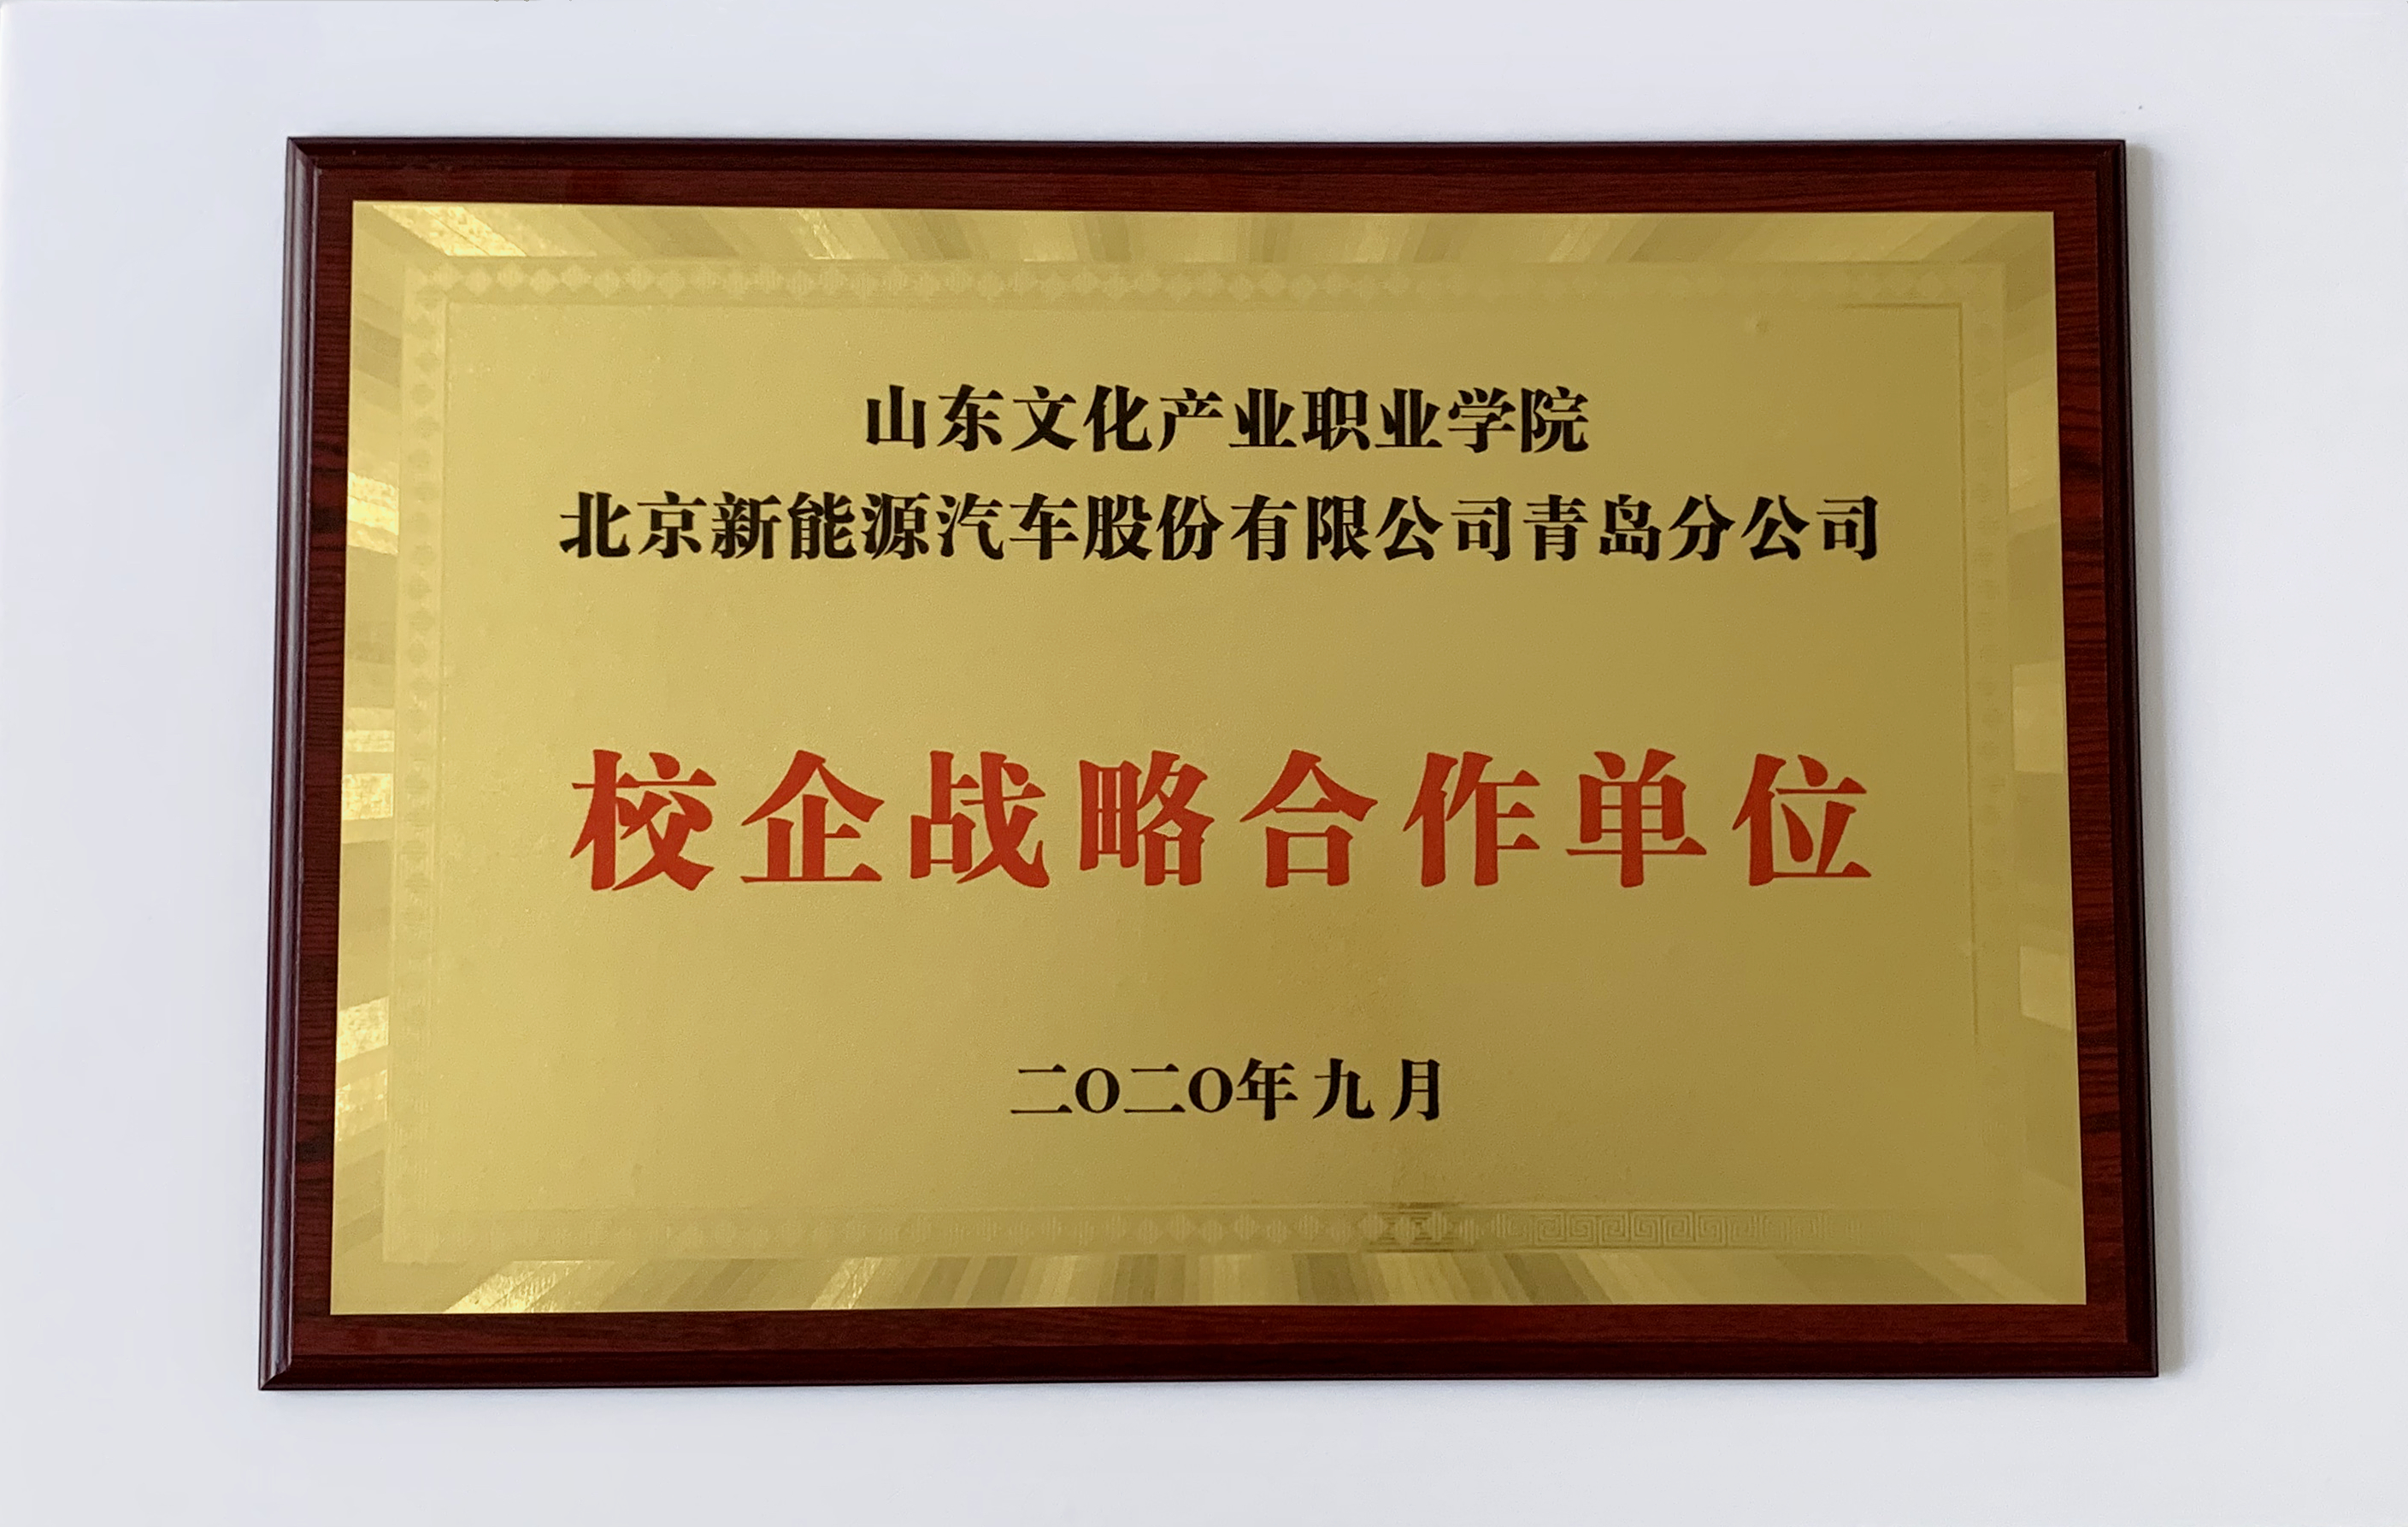 山东文化产业职业学院
北京新能源汽车股份有限公司青岛分公司
校企战略合作单位
二〇二〇年九月